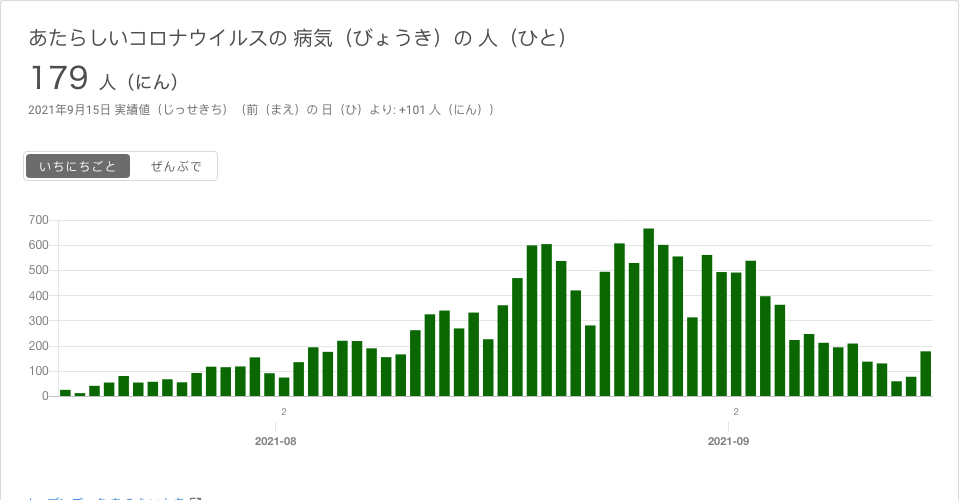 あたらしいコロナウイルスの 病気（びょうき）の 人（ひと）
179 人（にん）
2021年9月15日 実績値（じっせきち）（前（まえ）の 日（ひ）より: +101 人（にん））
いちにちごと ぜんぶで
700
600
500
400
300
200
100
0
2 2
2021-08 2021-09